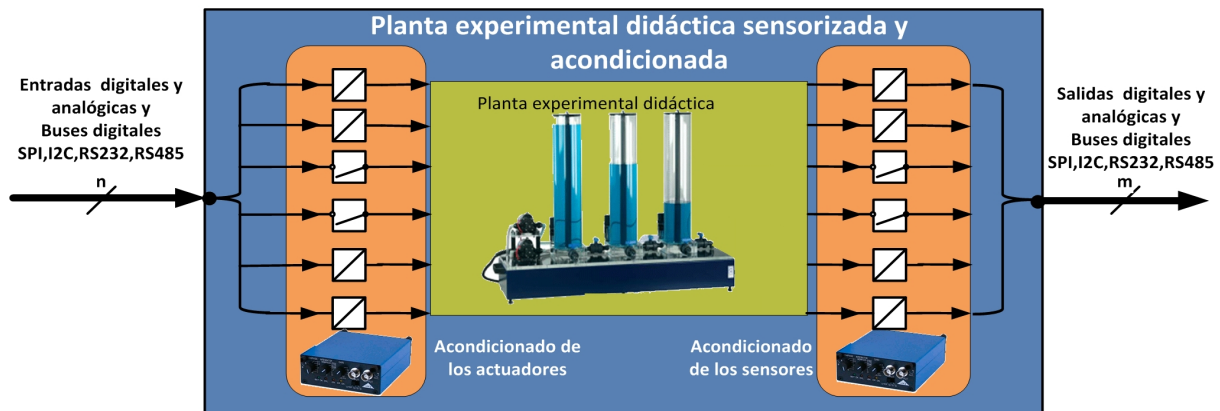 Planta experimental didáctica sensorizada y
acondicionada
Entradas  digitales y
analógicas y
Buses digitales
SPI,I2C,RS232,RS485
n
Planta experimental didáctica
Salidas  digitales y
analógicas y
Buses digitales
SPI,I2C,RS232,RS485
m
Acondicionado de
los actuadores
Acondicionado
de los sensores